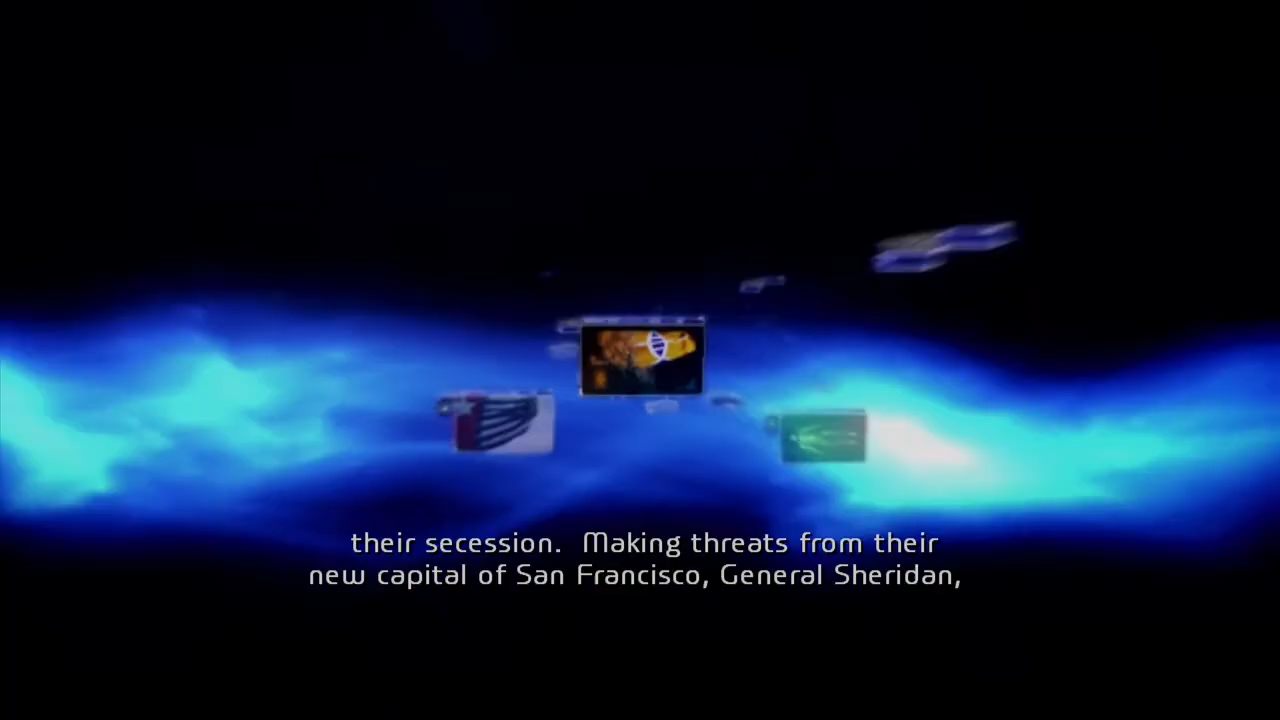 their secession. Making threats from their
new capital of San Francisco, General Sheridan,